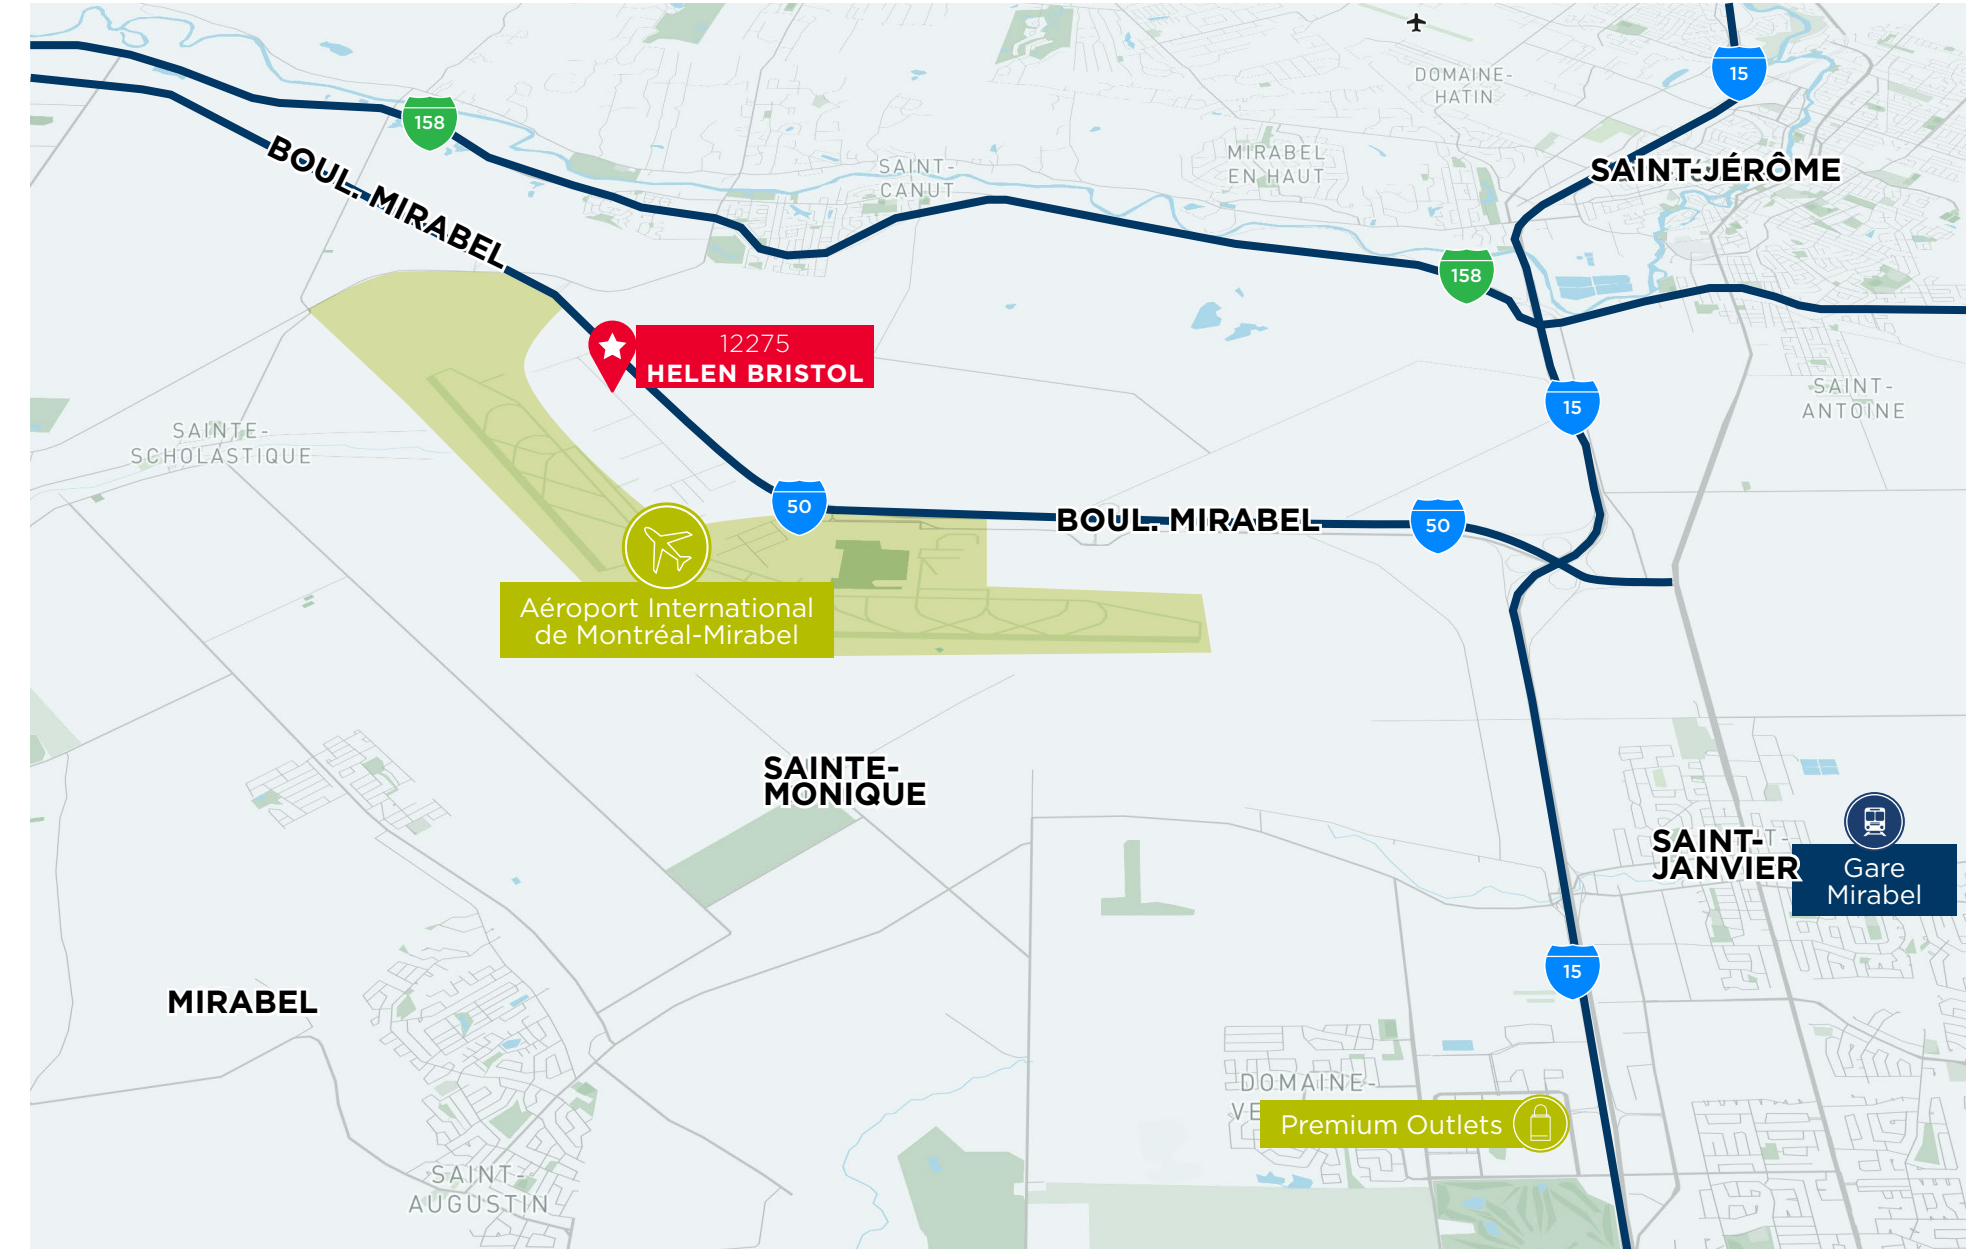 15
DOMAINE-
HATIN
158
BOUL. MIRABEL
SAINT-
CANUT
MIRABEL
EN HAUT
SAINT-JÉRÔME
158
12275
HELEN BRISTOL
15
SAINT-
ANTOINE
SAINTE-
SCHOLASTIQUE
50
BOUL. MIRABEL
50
Aéroport International
de Montréal-Mirabel
SAINTE-
MONIQUE
SAINT-
JANVIER
Gare
Mirabel
15
MIRABEL
DOMAINE-
Premium Outlets
SAINT-
AUGUSTIN